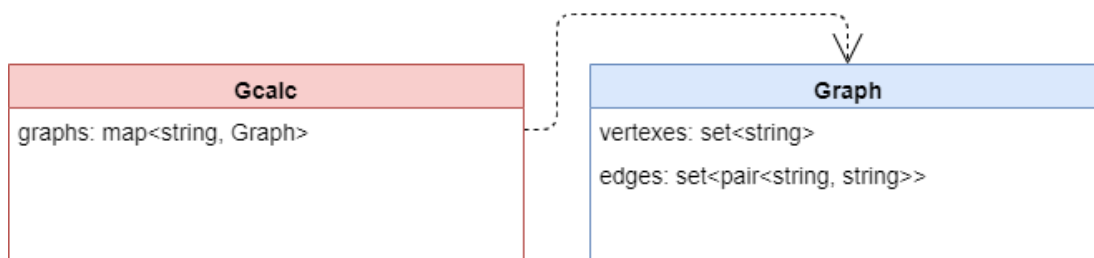 Gcalc
graphs: map<string, Graph>
Graph
vertexes: set<string>
edges: set<pair<string, string>>